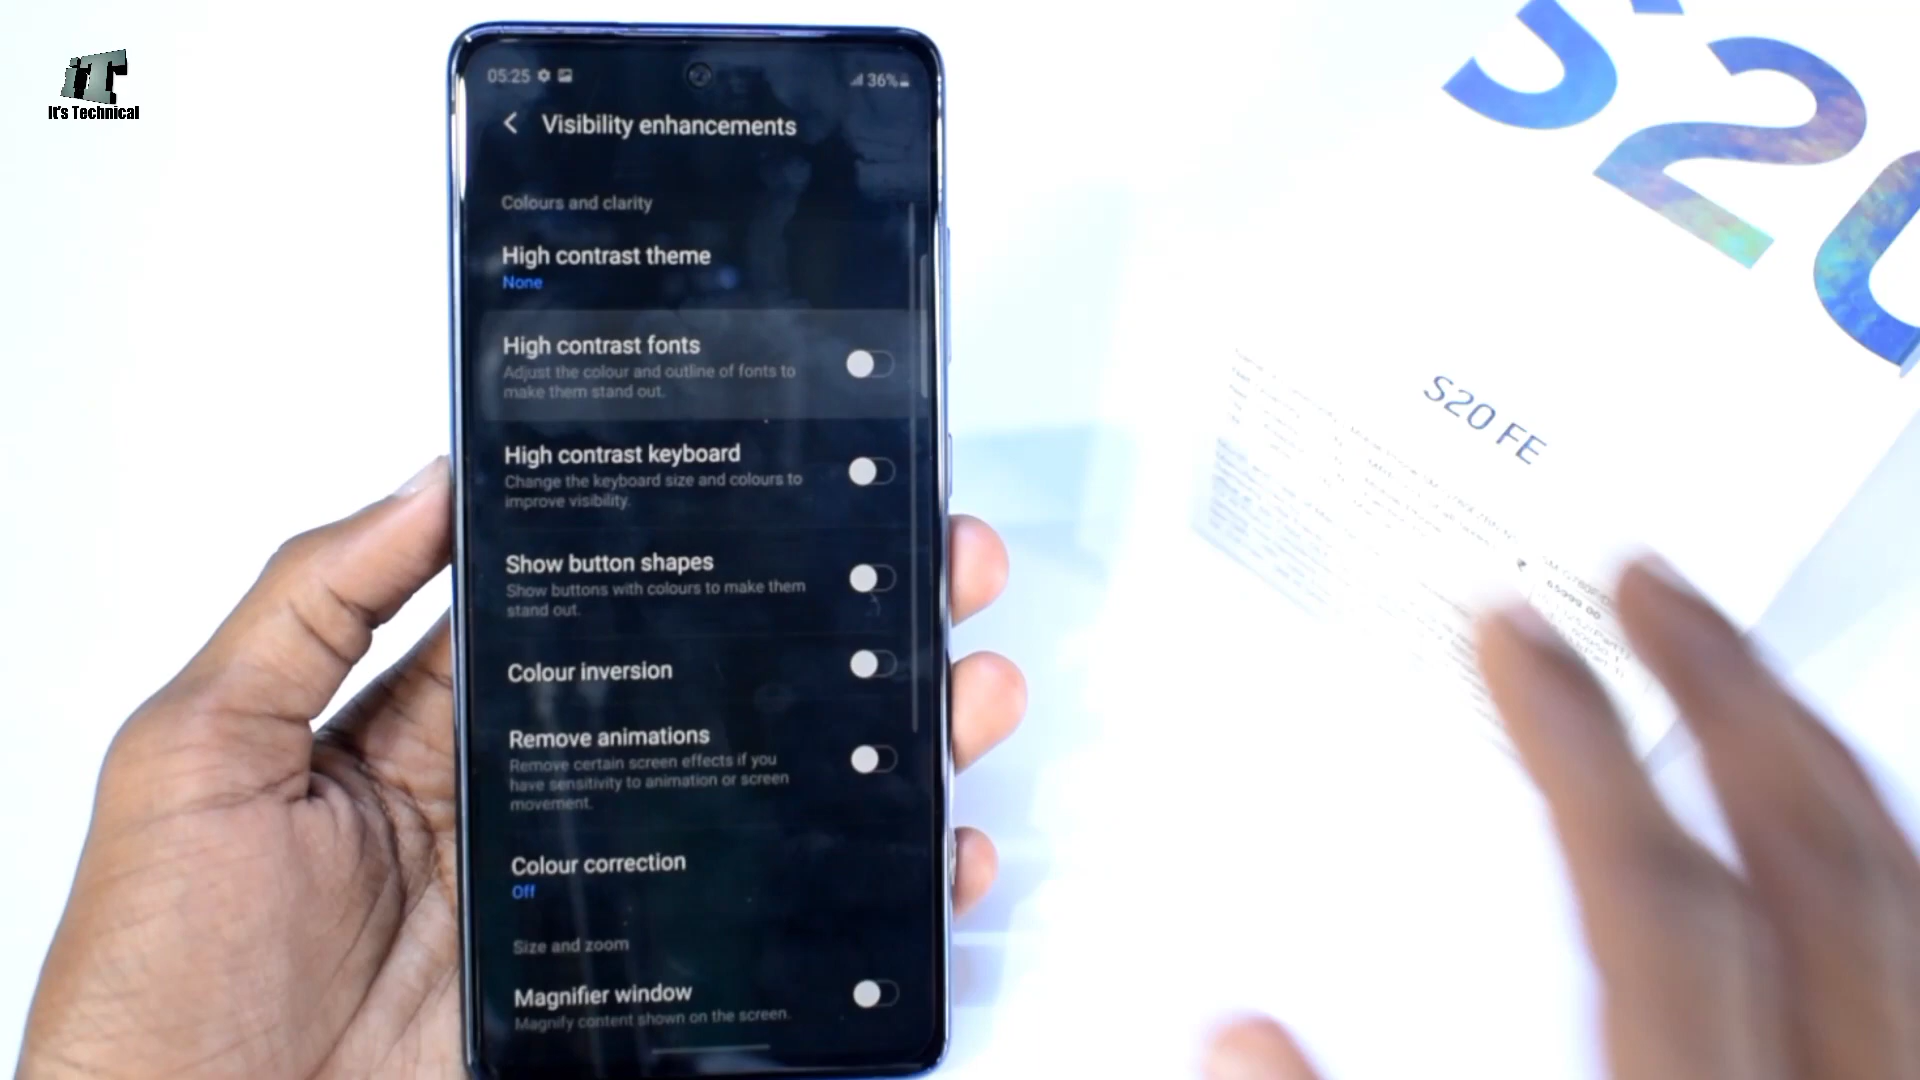 iT
It's Technical
05:25
36%
Visibility enhancements
Colours and clarity
High contrast theme
None
High contrast fonts
Adjust the colour and outline of fonts to
make them stand out.
High contrast keyboard
Change the keyboard size and colours to
improve visibility.
Show button shapes
Show buttons with colours to make them
stand out.
Colour inversion
Remove animations
Remove certain screen effects if you
have sensitivity to animation or screen
movement.
Colour correction
Off
Size and zoom
Magnifier window
Magnify content shown on the screen.
S20
S20 FE